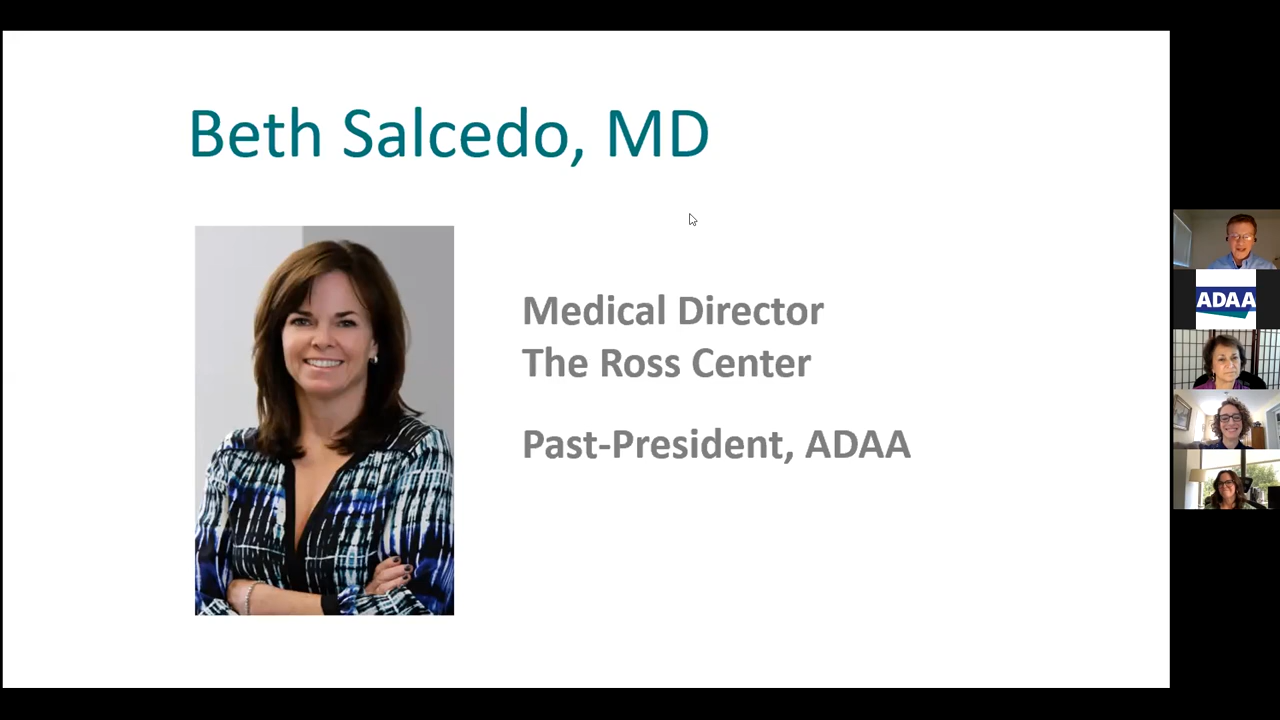 Beth Salcedo, MD
Medical Director
The Ross Center
Past-President, ADAA
ADAA